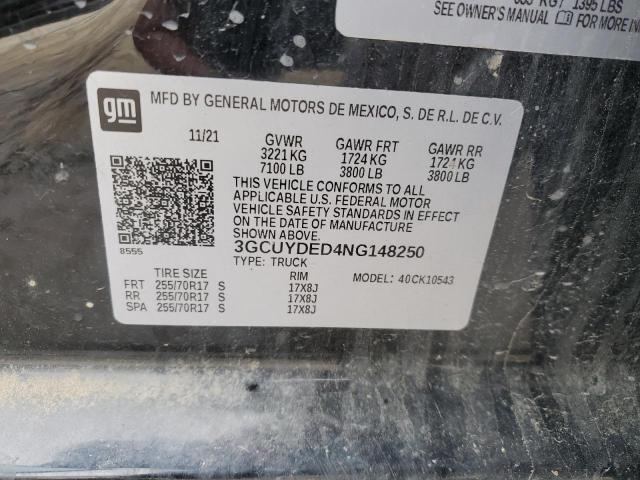 KG / 1395 LBS
SEE OWNER'S MANUAL FOR MORE
gm
MFD BY GENERAL MOTORS DE MEXICO, S. DE R.L. DE C.V.
11/21 GVWR GAWR FRT GAWR RR
3221 KG 1724 KG 1724 KG
7100 LB 3800 LB 3800 LB
THIS VEHICLE CONFORMS TO ALL
APPLICABLE U.S. FEDERAL MOTOR
VEHICLE SAFETY STANDARDS IN EFFECT
ON THE DATE OF MANUFACTURE
SHOWN ABOVE.
8555 3GCUYDED4NG148250
TYPE: TRUCK
TIRE SIZE RIM MODEL: 40CK10543
FRT 255/70R17 S 17X8J
RR 255/70R17 S 17X8J
SPA 255/70R17 S 17X8J